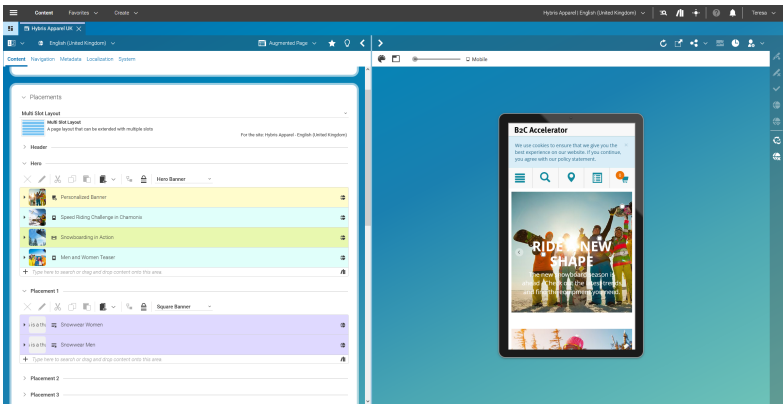 Content Favorites Create Hybris Apparel | English (United Kingdom) Teresa
Hybris Apparel UK
English (United Kingdom) Augmented Page
Content Navigation Metadata Localization System
Mobile
Placements
Multi Slot Layout
Multi Slot Layout
A page layout that can be extended with multiple slots
For the site: Hybris Apparel - English (United Kingdom)
Header
Hero
Hero Banner
Personalized Banner
Speed Riding Challenge in Chamonix
Snowboarding in Action
Men and Women Teaser
Type here to search or drag and drop content onto this area.
Placement 1
Square Banner
is a th Snowwear Women
is a th Snowwear Men
Type here to search or drag and drop content onto this area.
Placement 2
Placement 3
B2C Accelerator
We use cookies to ensure that we give you the
best experience on our website. If you continue,
you agree with our policy statement.
RIDE A NEW
SHAPE
The new snowboard season is
ahead. Check out the latest trends
and find the equipment you need.